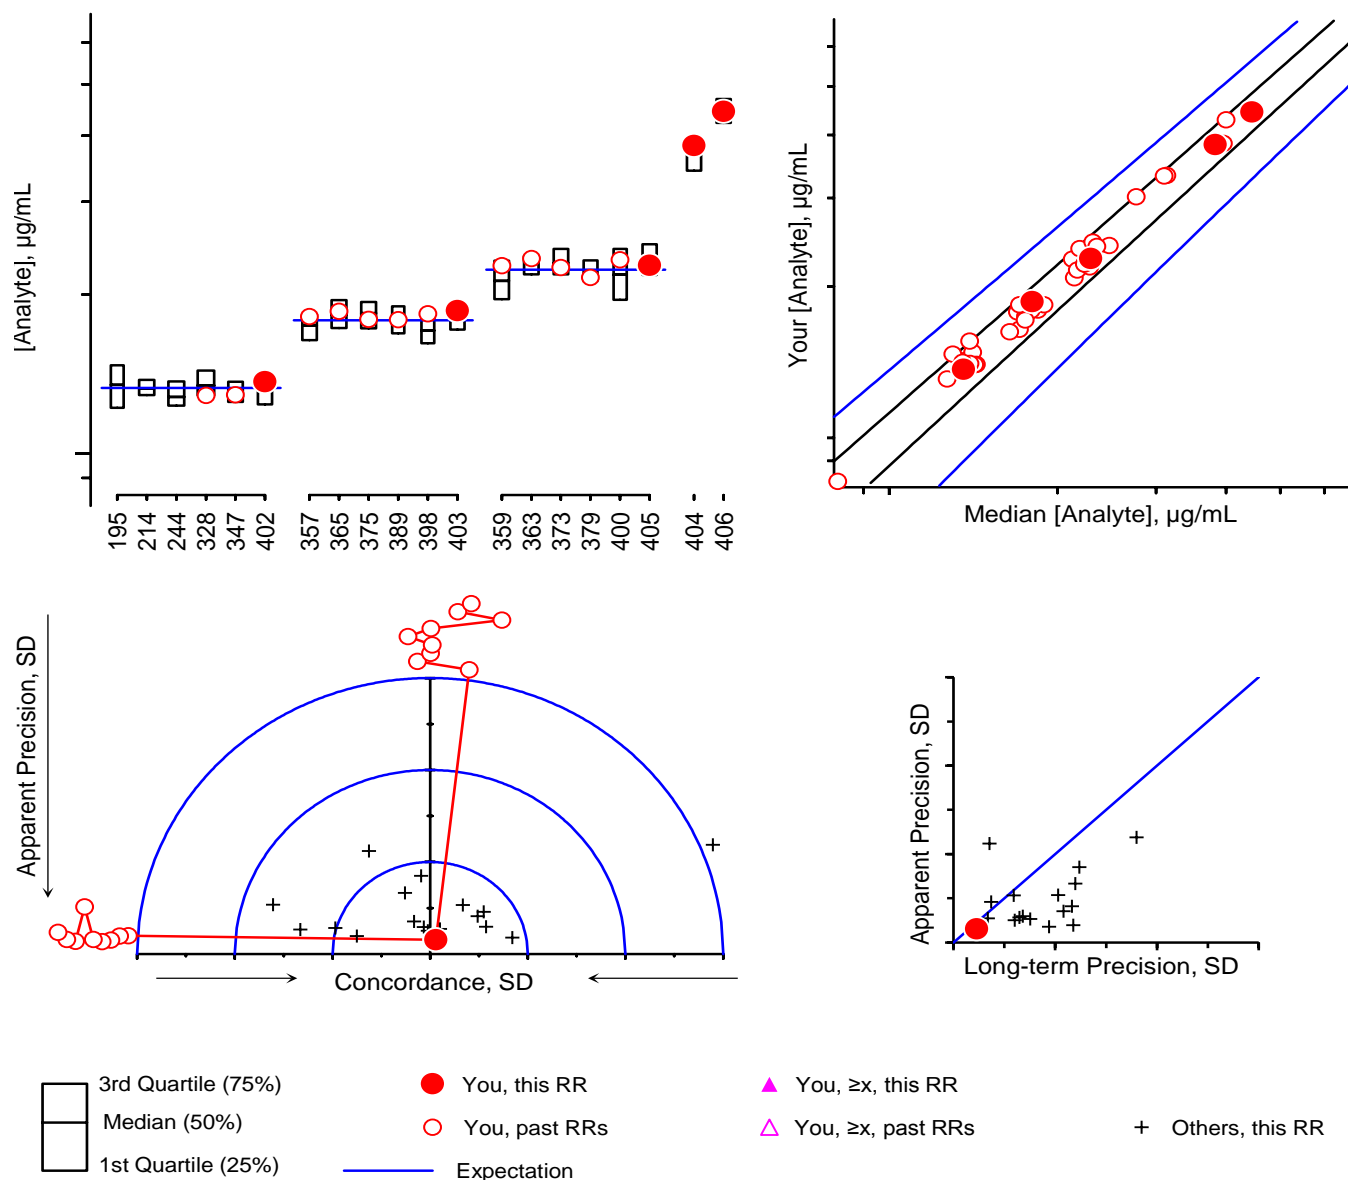 [Analyte], µg/mL
195 214 244 328 347 402 357 365 375 389 398 403 359 363 373 379 400 405 404 406
Your [Analyte], µg/mL
Median [Analyte], µg/mL
Apparent Precision, SD
Concordance, SD
Apparent Precision, SD
Long-term Precision, SD
3rd Quartile (75%)
Median (50%)
1st Quartile (25%)
You, this RR
You, past RRs
Expectation
You, ≥x, this RR
You, ≥x, past RRs
Others, this RR